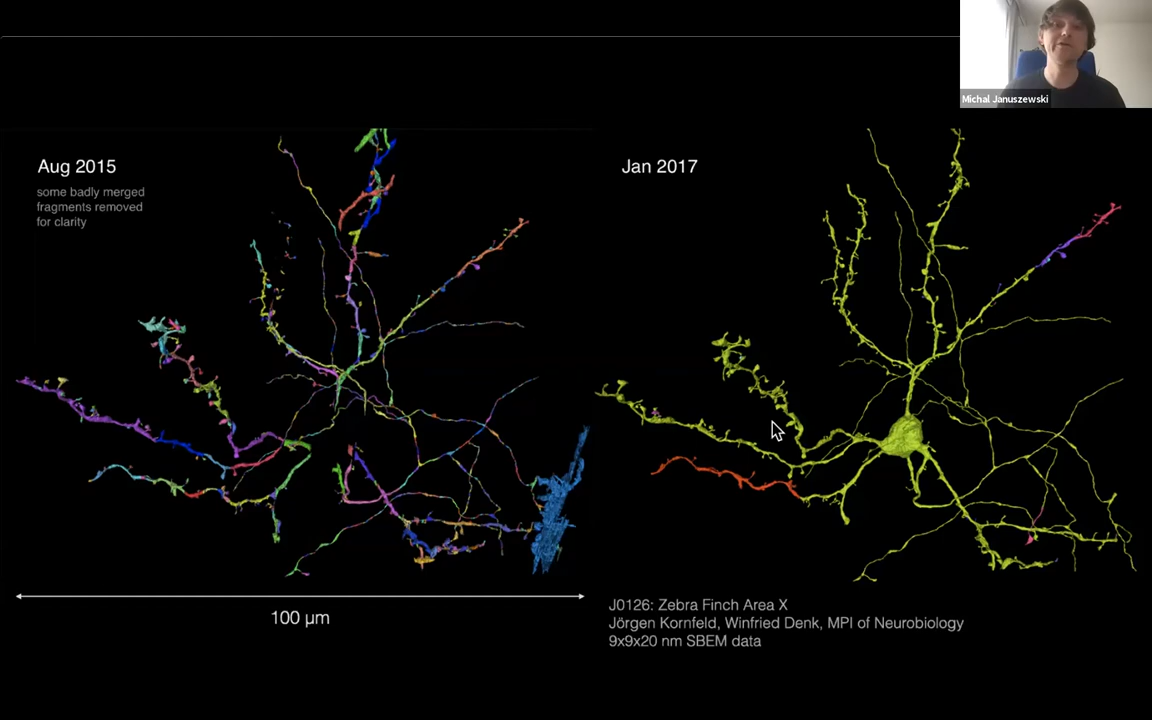 Michal Januszewski
Aug 2015
some badly merged
fragments removed
for clarity
Jan 2017
100 µm
J0126: Zebra Finch Area X
Jörgen Kornfeld, Winfried Denk, MPI of Neurobiology
9x9x20 nm SBEM data